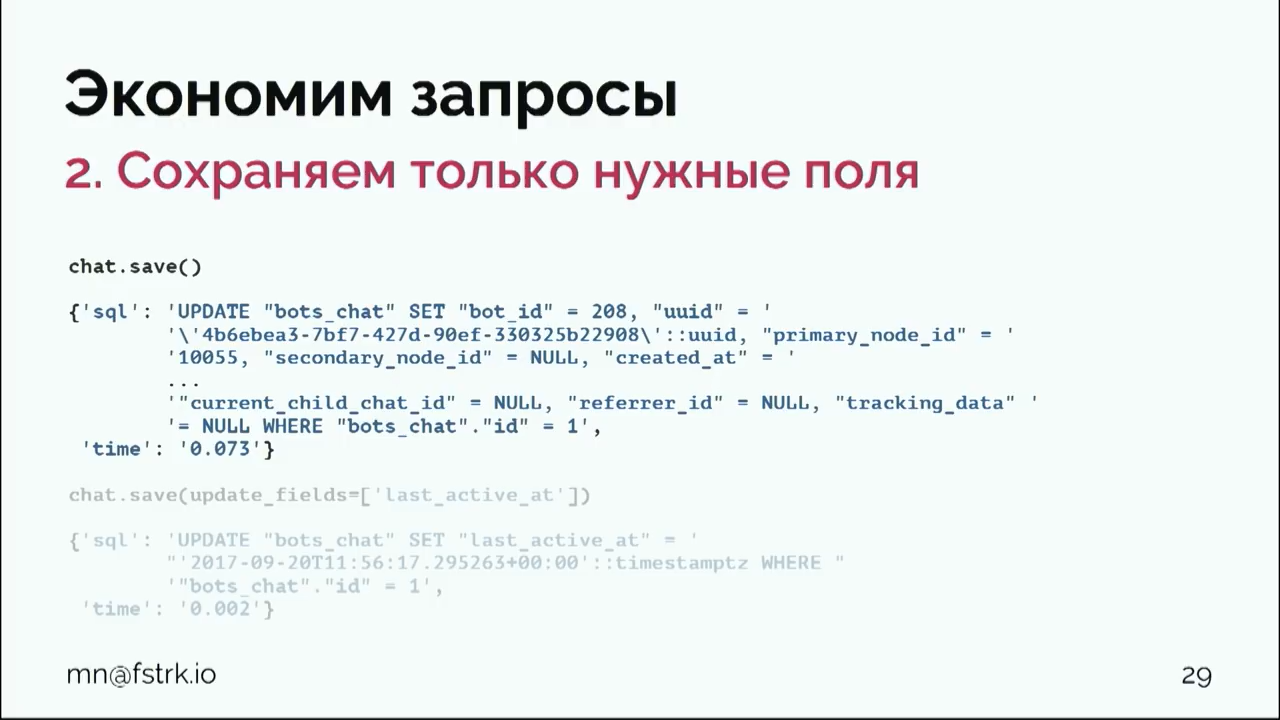 Экономим запросы
2. Сохраняем только нужные поля
chat.save()
{'sql': 'UPDATE "bots_chat" SET "bot_id" = 208, "uuid" = '
'\'4b6ebea3-7bf7-427d-90ef-330325b22908\'::uuid, "primary_node_id" = '
'10055, "secondary_node_id" = NULL, "created_at" = '
...
'"current_child_chat_id" = NULL, "referrer_id" = NULL, "tracking_data" '
'= NULL WHERE "bots_chat"."id" = 1',
'time': '0.073'}
chat.save(update_fields=['last_active_at'])
{'sql': 'UPDATE "bots_chat" SET "last_active_at" = '
"'2017-09-20T11:56:17.295263+00:00'::timestamptz WHERE "
'"bots_chat"."id" = 1',
'time': '0.002'}
mn@fstrk.io
29